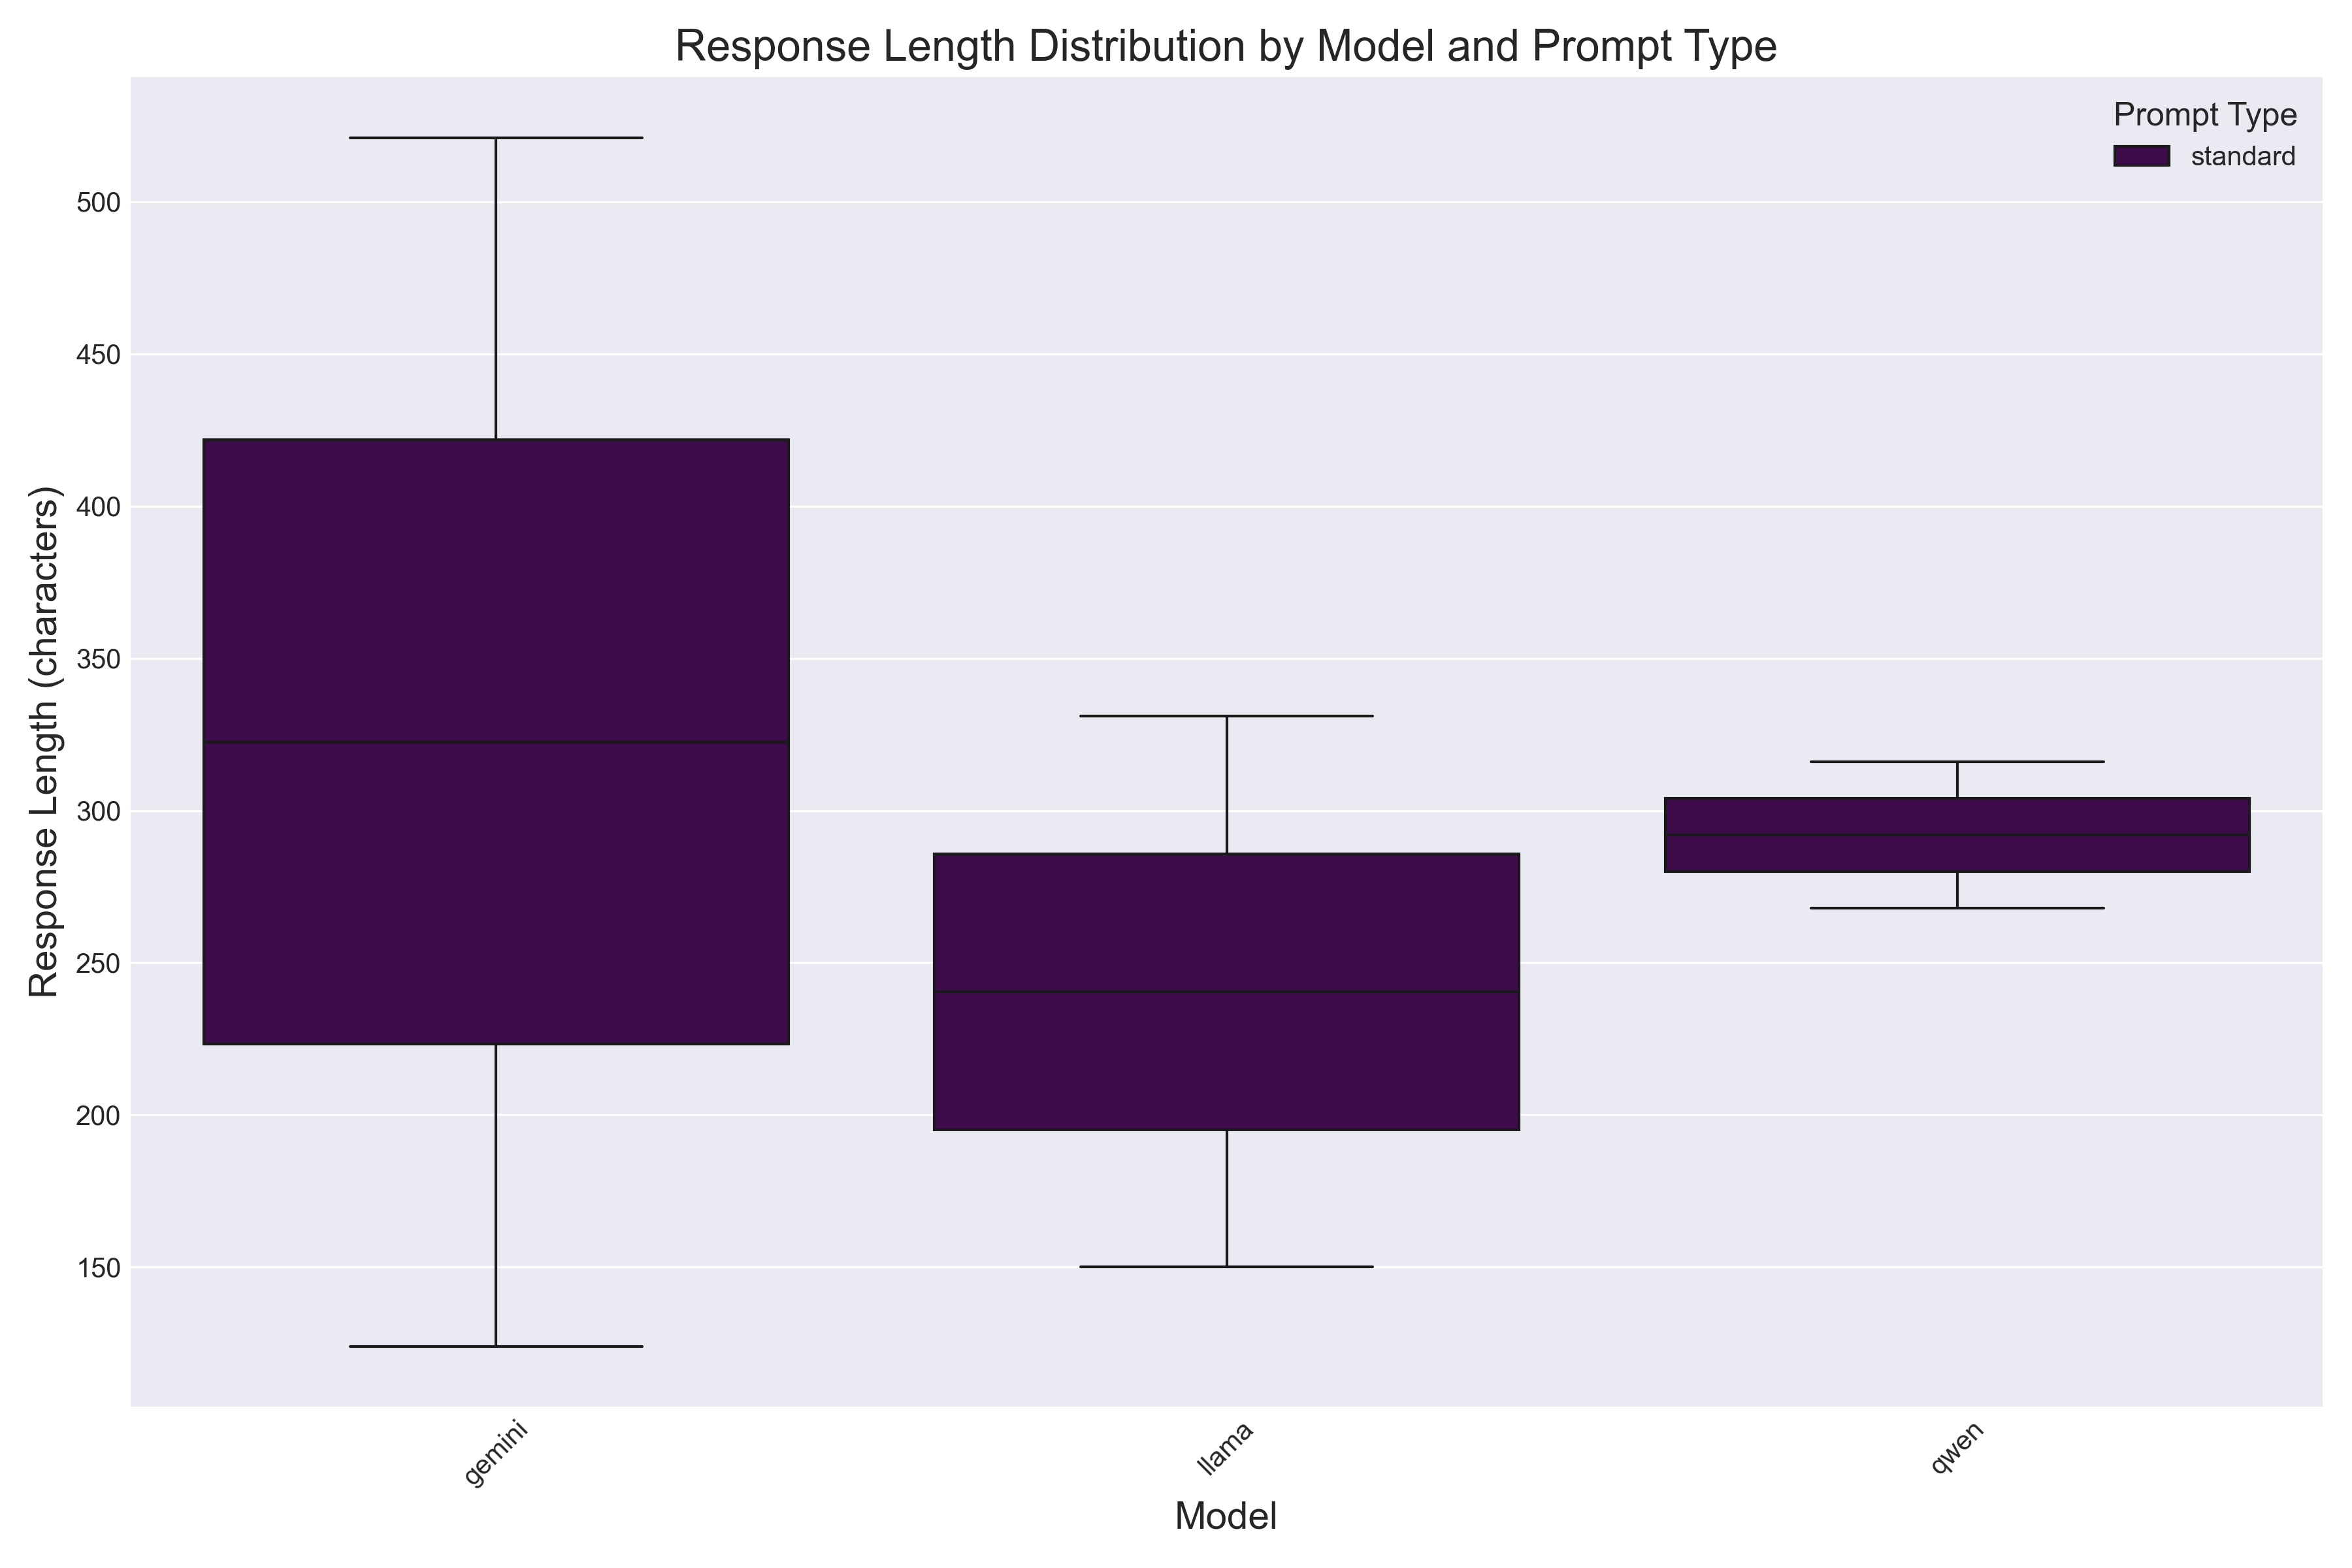 Response Length Distribution by Model and Prompt Type
Prompt Type
standard
Response Length (characters)
500
450
400
350
300
250
200
150
gemini
llama
qwen
Model